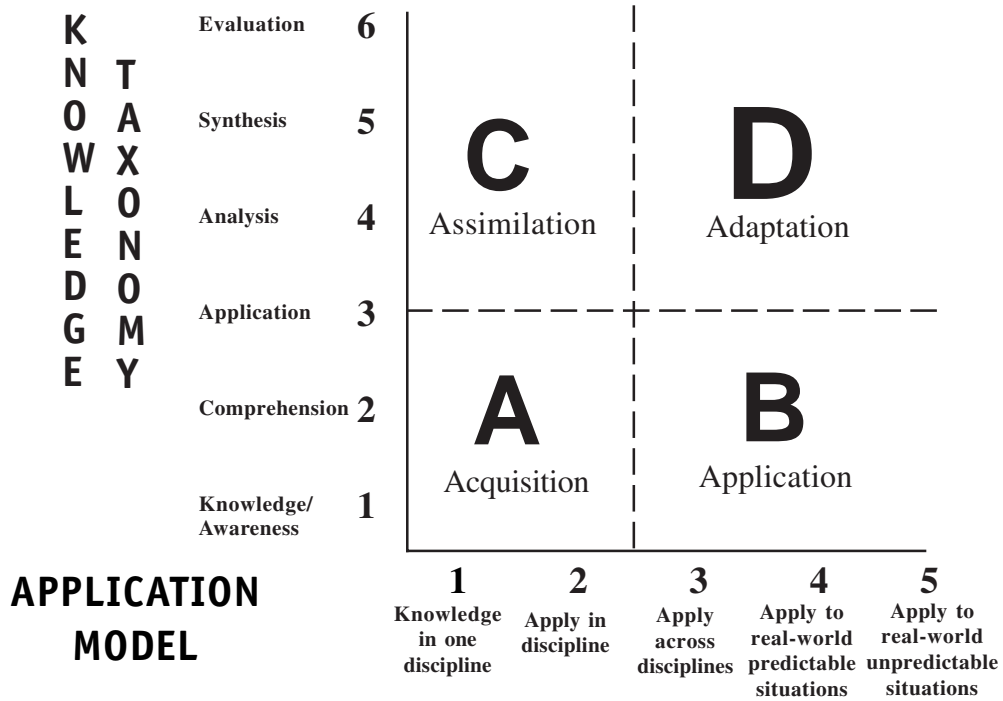 KNOWLEDGE
TAXONOMY
Evaluation 6
Synthesis 5
Analysis 4
Application 3
Comprehension 2
Knowledge/
Awareness 1
C
Assimilation
D
Adaptation
A
Acquisition
B
Application
APPLICATION
MODEL
1
Knowledge
in one
discipline
2
Apply in
discipline
3
Apply
across
disciplines
4
Apply to
real-world
predictable
situations
5
Apply to
real-world
unpredictable
situations